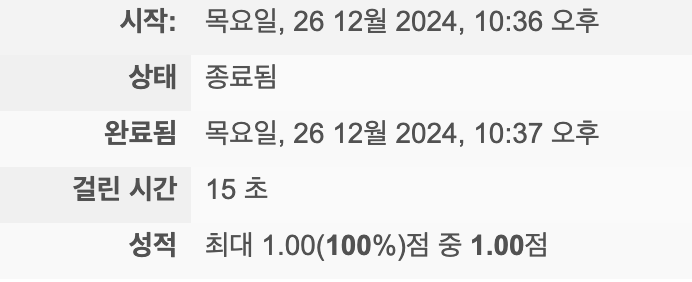 시작: 목요일, 26 12월 2024, 10:36 오후
상태 종료됨
완료됨 목요일, 26 12월 2024, 10:37 오후
걸린 시간 15 초
성적 최대 1.00(100%)점 중 1.00점